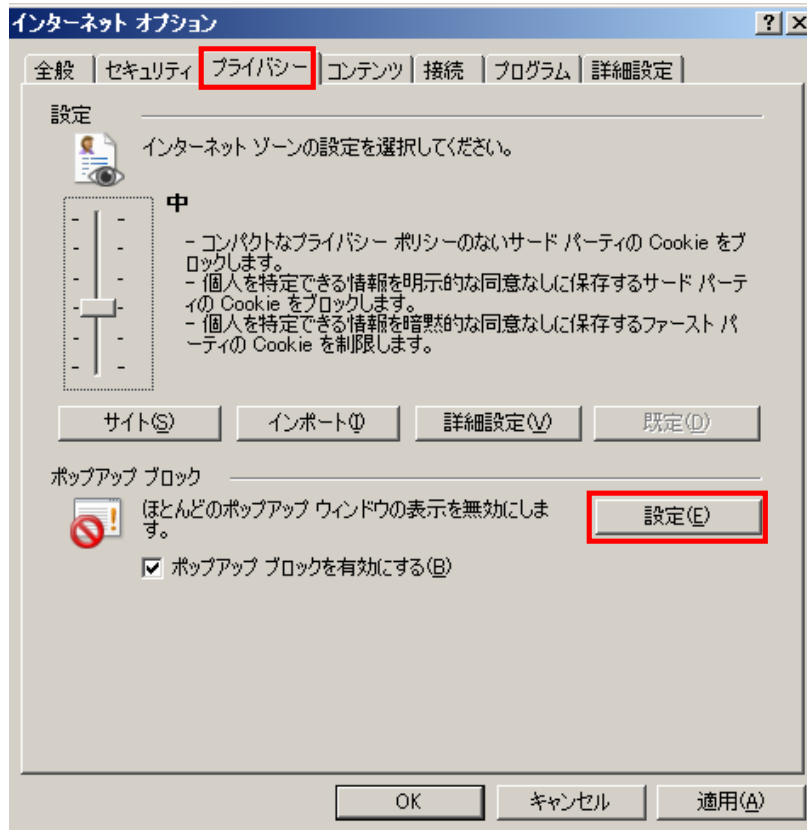 インターネット オプション
全般 セキュリティ プライバシー コンテンツ 接続 プログラム 詳細設定
設定
インターネット ゾーンの設定を選択してください。
中
- コンパクトなプライバシー ポリシーのないサード パーティの Cookie をブ
ロックします。
- 個人を特定できる情報を明示的な同意なしに保存するサード パーテ
ィの Cookie をブロックします。
- 個人を特定できる情報を暗黙的な同意なしに保存するファースト パ
ーティの Cookie を制限します。
サイト(S) インポート(I) 詳細設定(V) 既定(D)
ポップアップ ブロック
ほとんどのポップアップ ウィンドウの表示を無効にしま
す。
設定(E)
ポップアップ ブロックを有効にする(B)
OK キャンセル 適用(A)